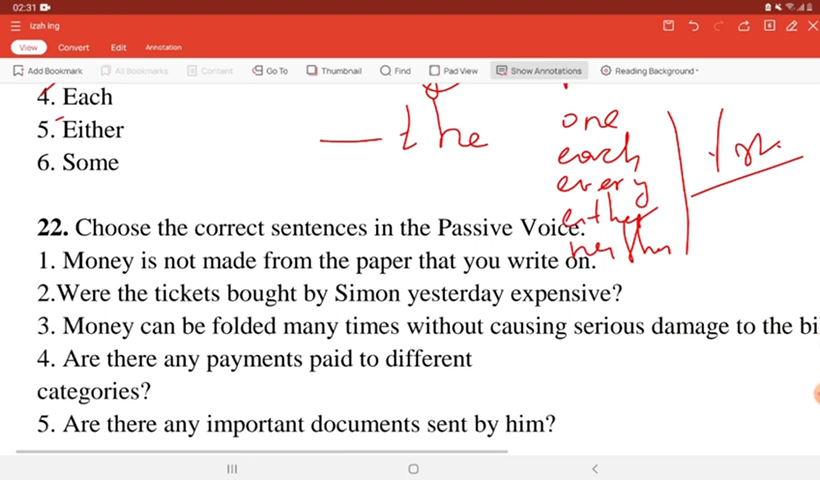 02:31
izah ing
View Convert Edit Annotation
Add Bookmark All Bookmarks Content Go To Thumbnail Find Pad View Show Annotations Reading Background
4. Each
5. Either
6. Some
the
one
each
every
either
neither
22. Choose the correct sentences in the Passive Voice.
1. Money is not made from the paper that you write on.
2.Were the tickets bought by Simon yesterday expensive?
3. Money can be folded many times without causing serious damage to the bi
4. Are there any payments paid to different
categories?
5. Are there any important documents sent by him?